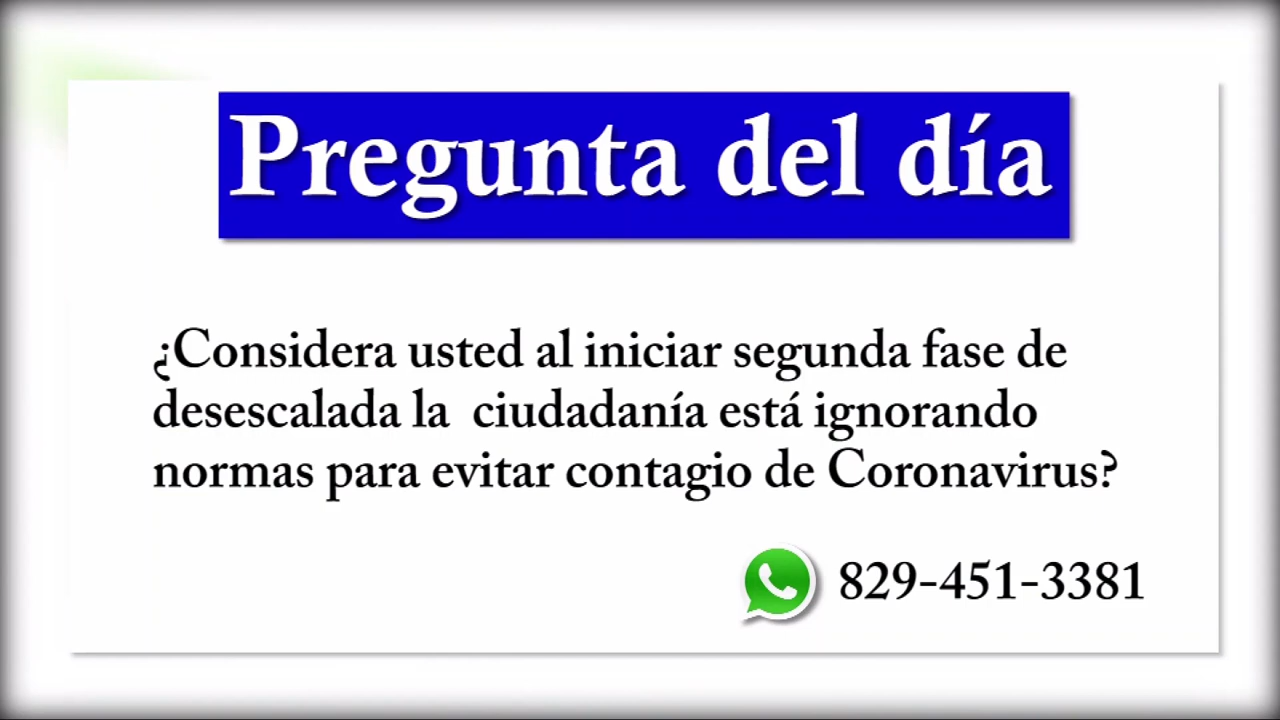 Pregunta del día
¿Considera usted al iniciar segunda fase de
desescalada la  ciudadanía está ignorando
normas para evitar contagio de Coronavirus?
829-451-3381